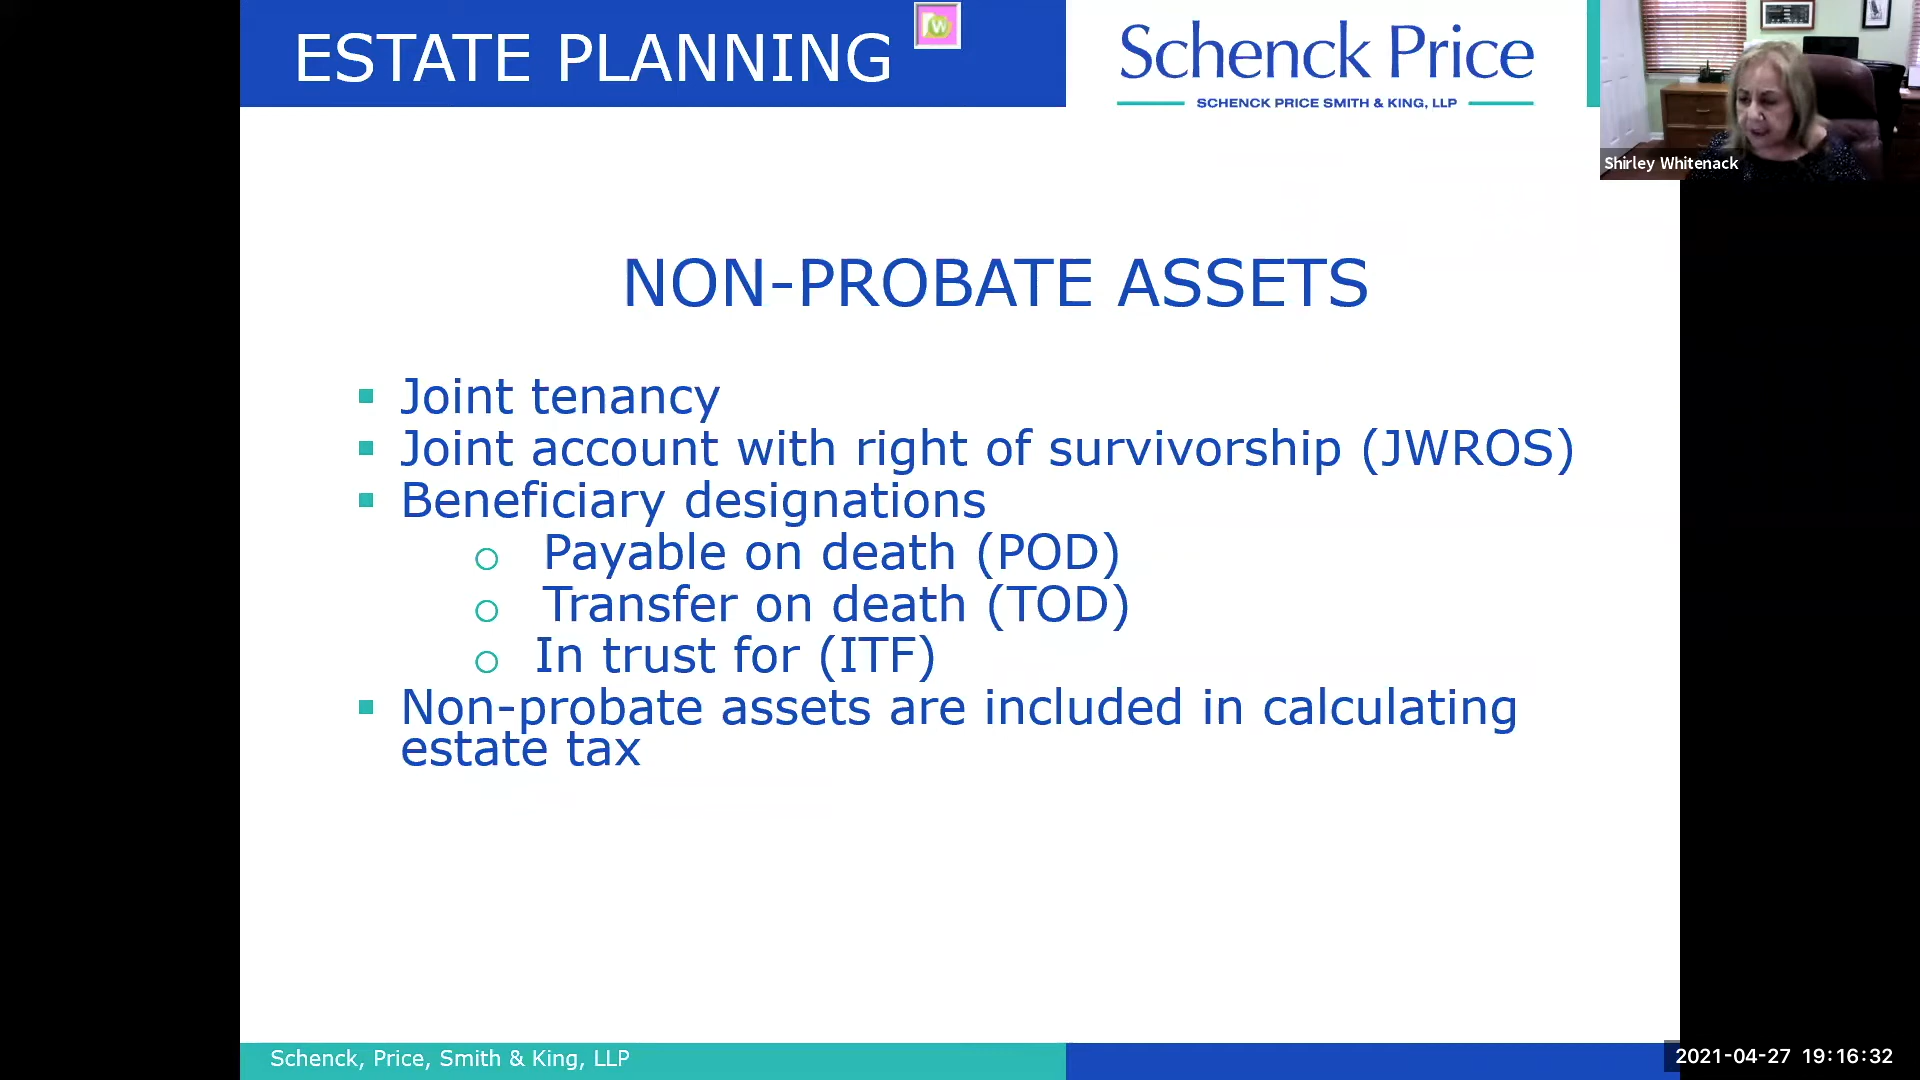 ESTATE PLANNING
W
Schenck Price
SCHENCK PRICE SMITH & KING, LLP
Shirley Whitenack
NON-PROBATE ASSETS
Joint tenancy
Joint account with right of survivorship (JWROS)
Beneficiary designations
Payable on death (POD)
Transfer on death (TOD)
In trust for (ITF)
Non-probate assets are included in calculating
estate tax
Schenck, Price, Smith & King, LLP
2021-04-27 19:16:32